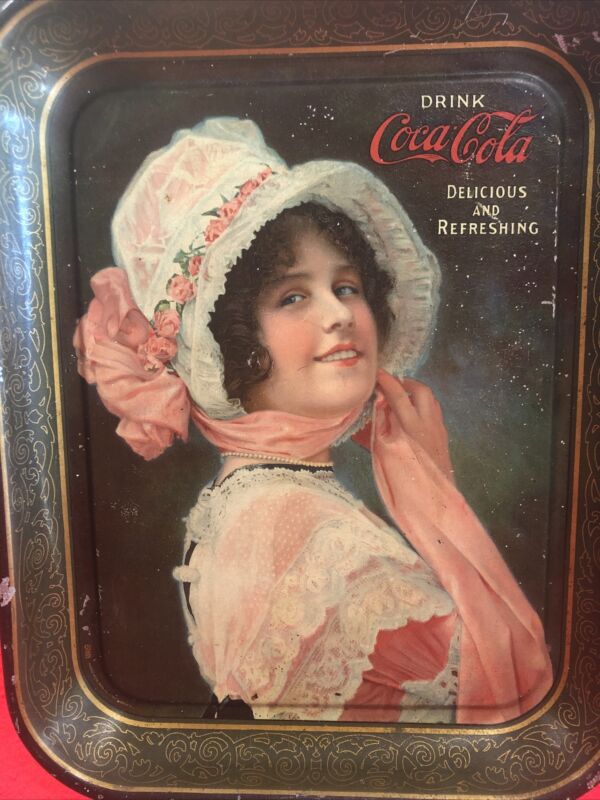 DRINK
Coca-Cola
DELICIOUS
AND
REFRESHING